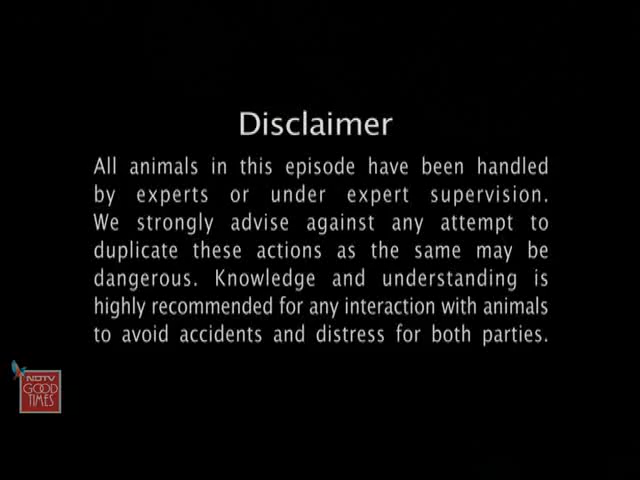 Disclaimer
All animals in this episode have been handled
by experts or under expert supervision.
We strongly advise against any attempt to
duplicate these actions as the same may be
dangerous. Knowledge and understanding is
highly recommended for any interaction with animals
to avoid accidents and distress for both parties.
NDTV
GOOD
TIMES